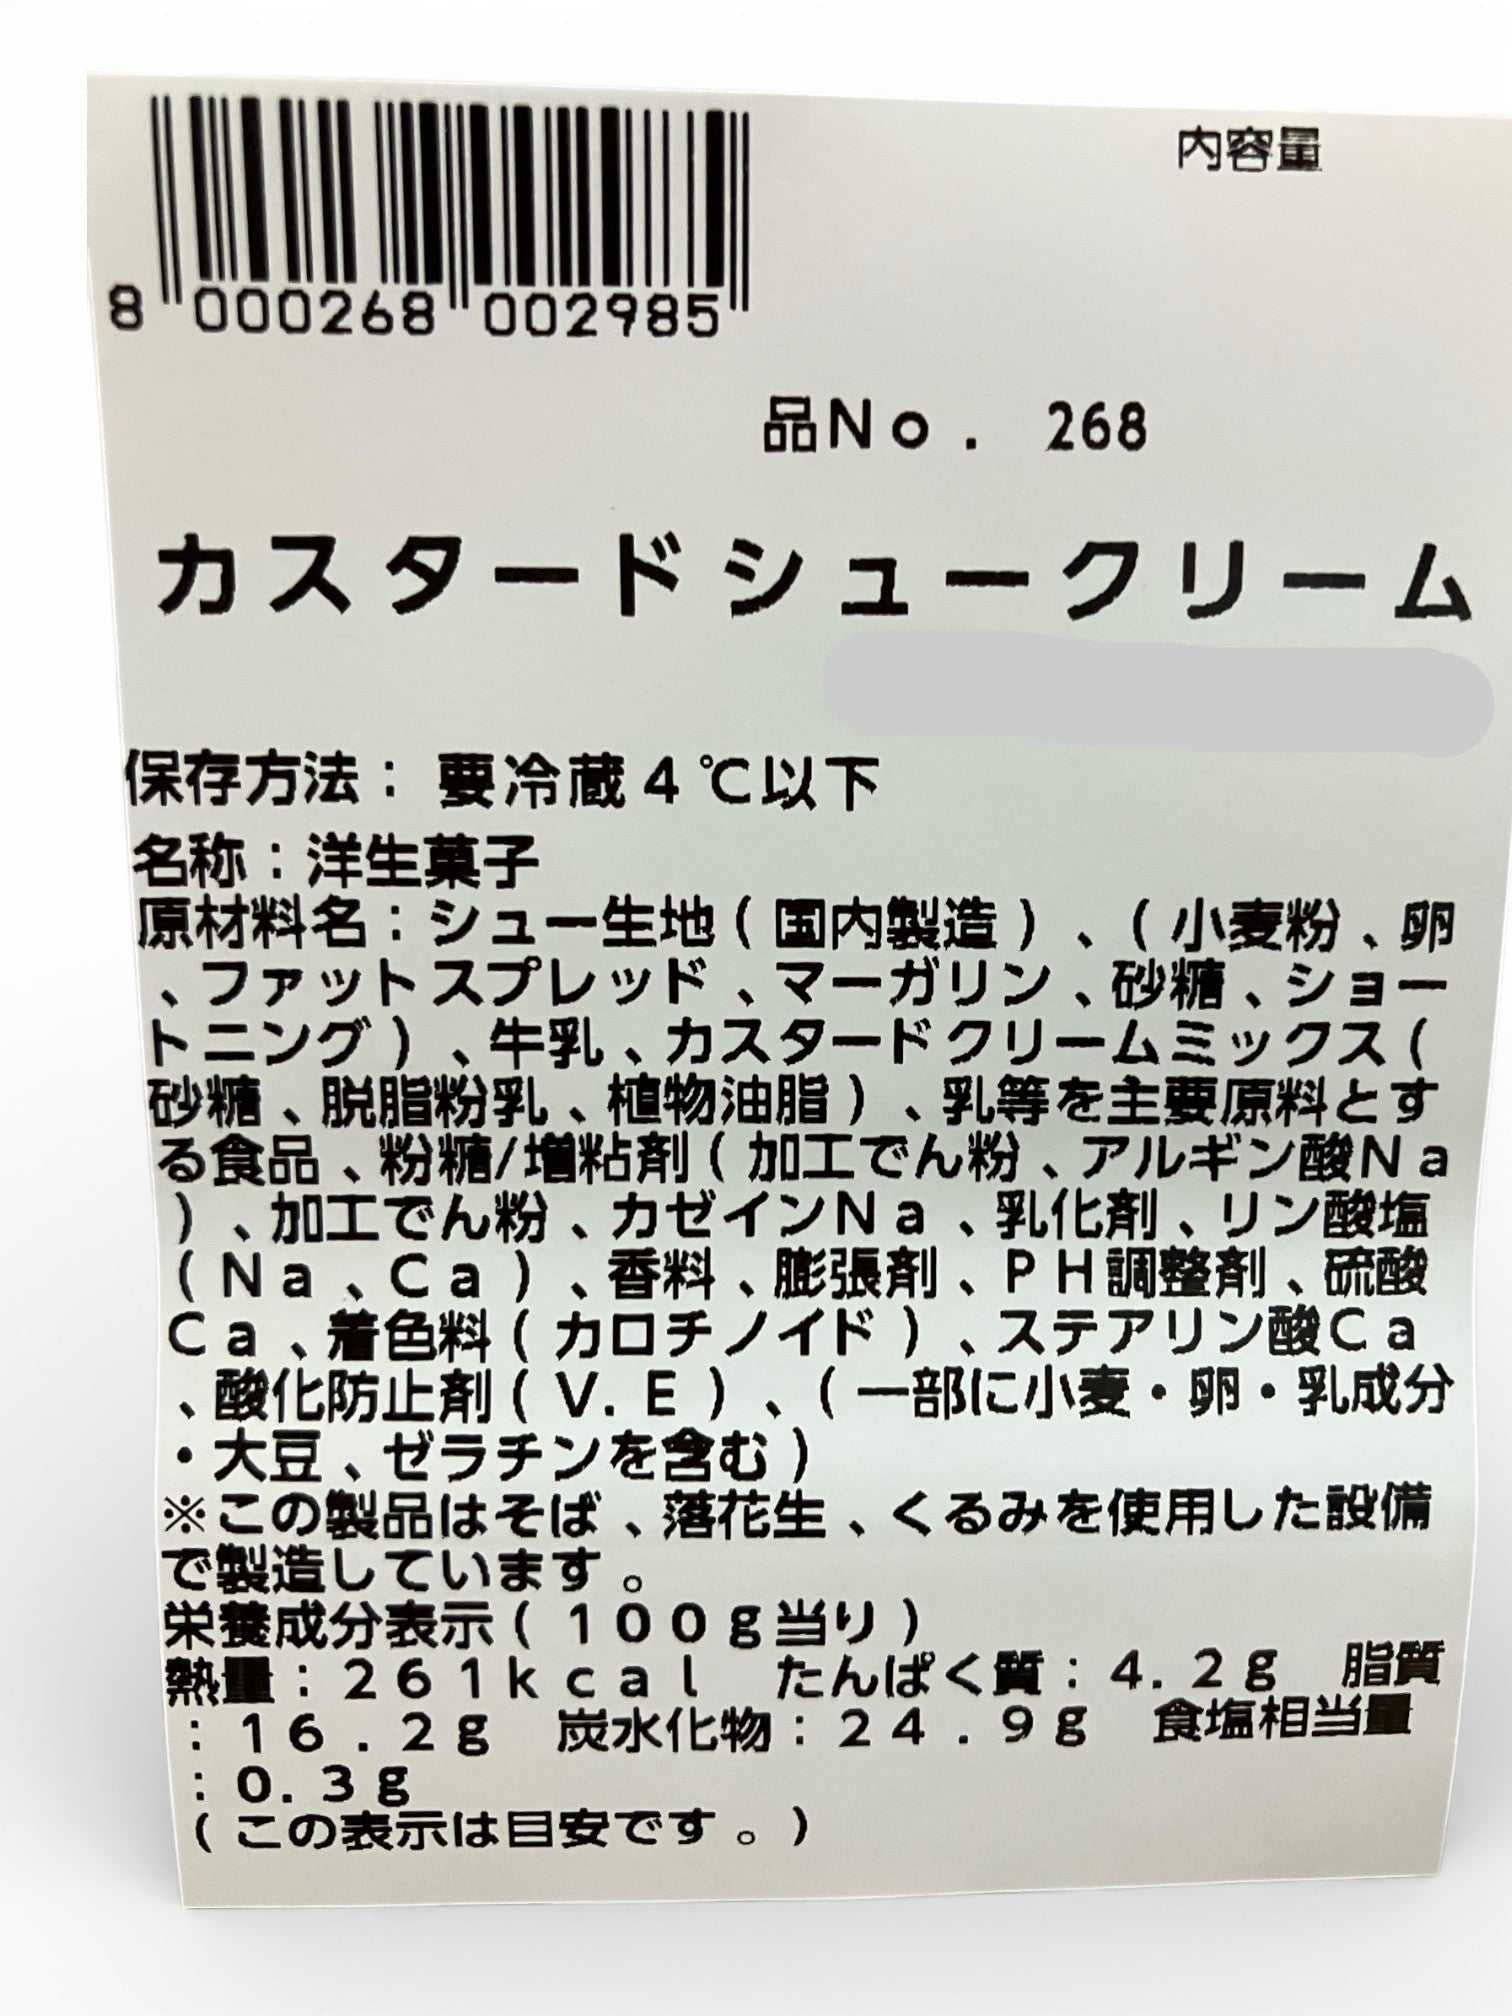 内容量
8 000268 002985
品No. 268
カスタードシュークリーム
保存方法：要冷蔵4℃以下
名称：洋生菓子
原材料名：シュー生地(国内製造)、(小麦粉、卵
、ファットスプレッド、マーガリン、砂糖、ショー
トニング)、牛乳、カスタードクリームミックス(
砂糖、脱脂粉乳、植物油脂)、乳等を主要原料とす
る食品、粉糖/増粘剤(加工でん粉、アルギン酸Na
)、加工でん粉、カゼインNa、乳化剤、リン酸塩
(Na、Ca)、香料、膨張剤、PH調整剤、硫酸
Ca、着色料(カロチノイド)、ステアリン酸Ca
、酸化防止剤(V.E)、(一部に小麦・卵・乳成分
・大豆、ゼラチンを含む)
※この製品はそば、落花生、くるみを使用した設備
で製造しています。
栄養成分表示(100g当り)
熱量：261kcal たんぱく質：4.2g 脂質
：16.2g 炭水化物：24.9g 食塩相当量
：0.3g
(この表示は目安です。)